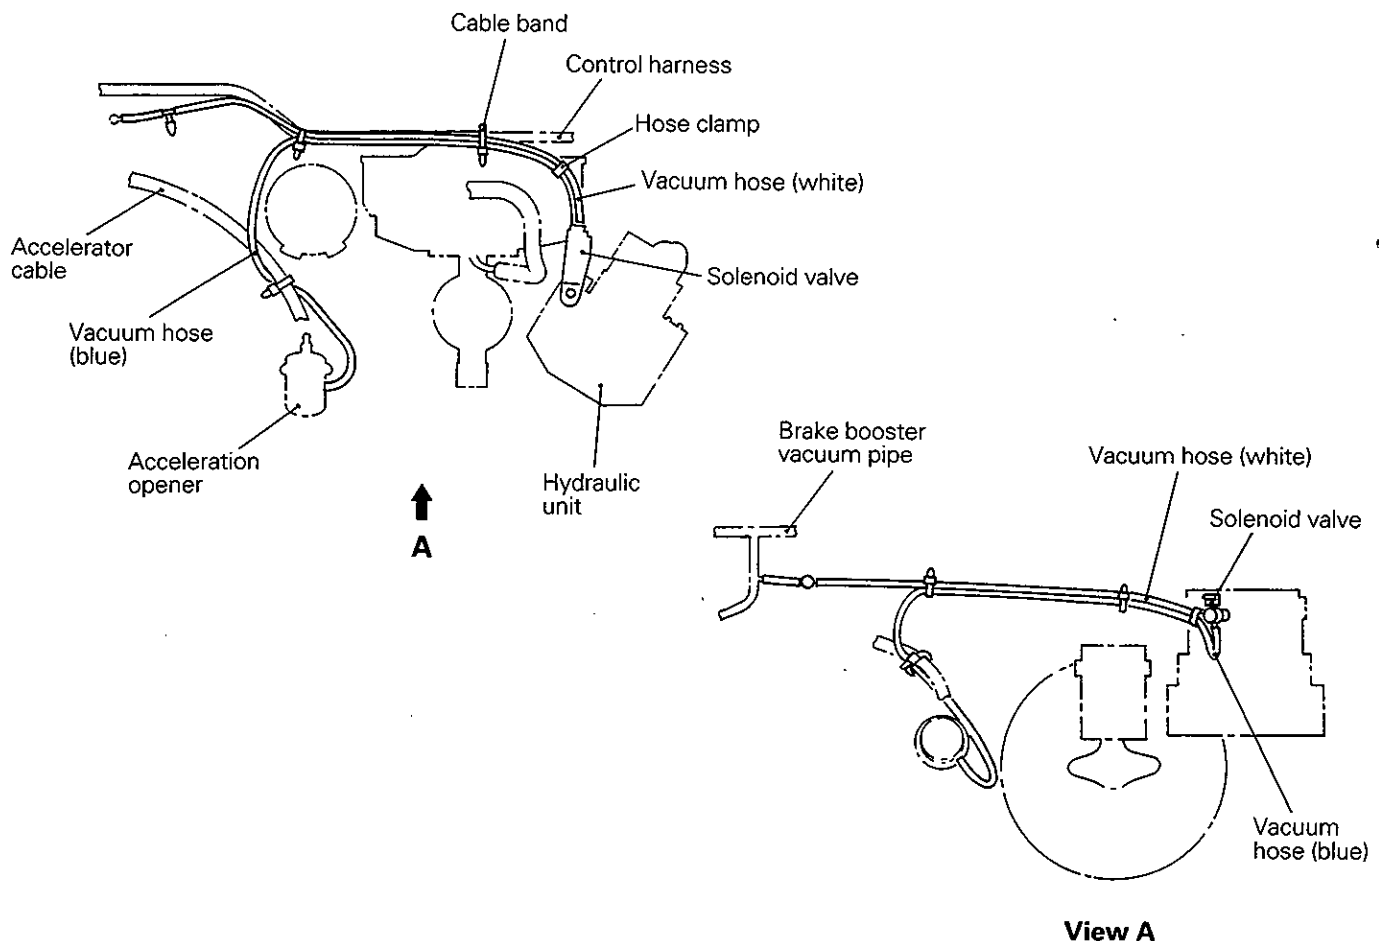 Cable band
Control harness
Hose clamp
Vacuum hose (white)
Accelerator
cable
Solenoid valve
Vacuum hose
(blue)
Acceleration
opener
Hydraulic
unit
A
Brake booster
vacuum pipe
Vacuum hose (white)
Solenoid valve
Vacuum
hose (blue)
View A